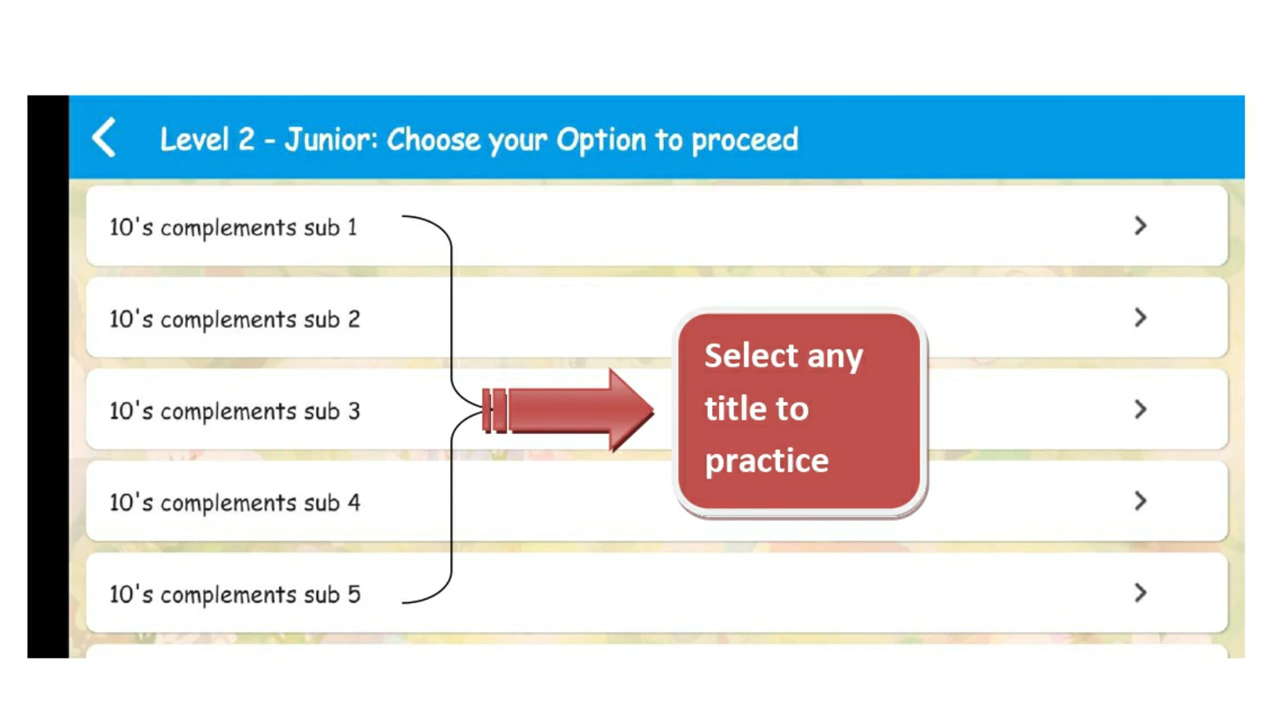 Level 2 - Junior: Choose your Option to proceed
10's complements sub 1
10's complements sub 2
10's complements sub 3
10's complements sub 4
10's complements sub 5
Select any
title to
practice